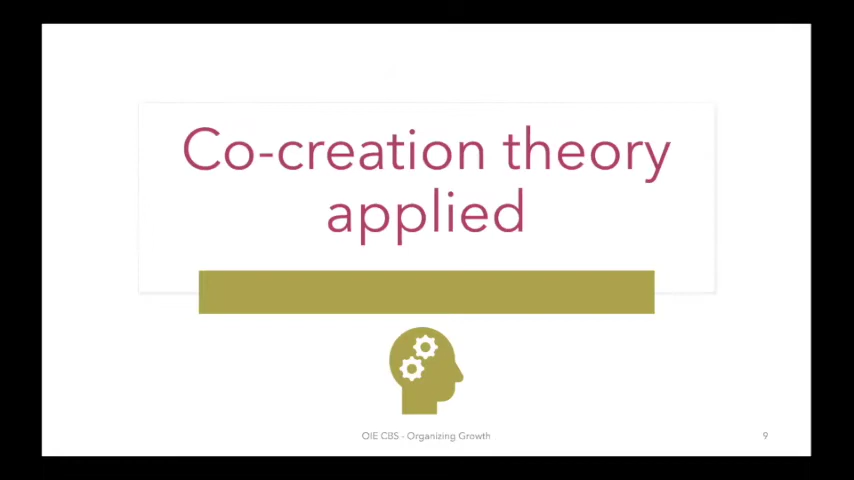 Co-creation theory
applied
OIE CBS - Organizing Growth
9